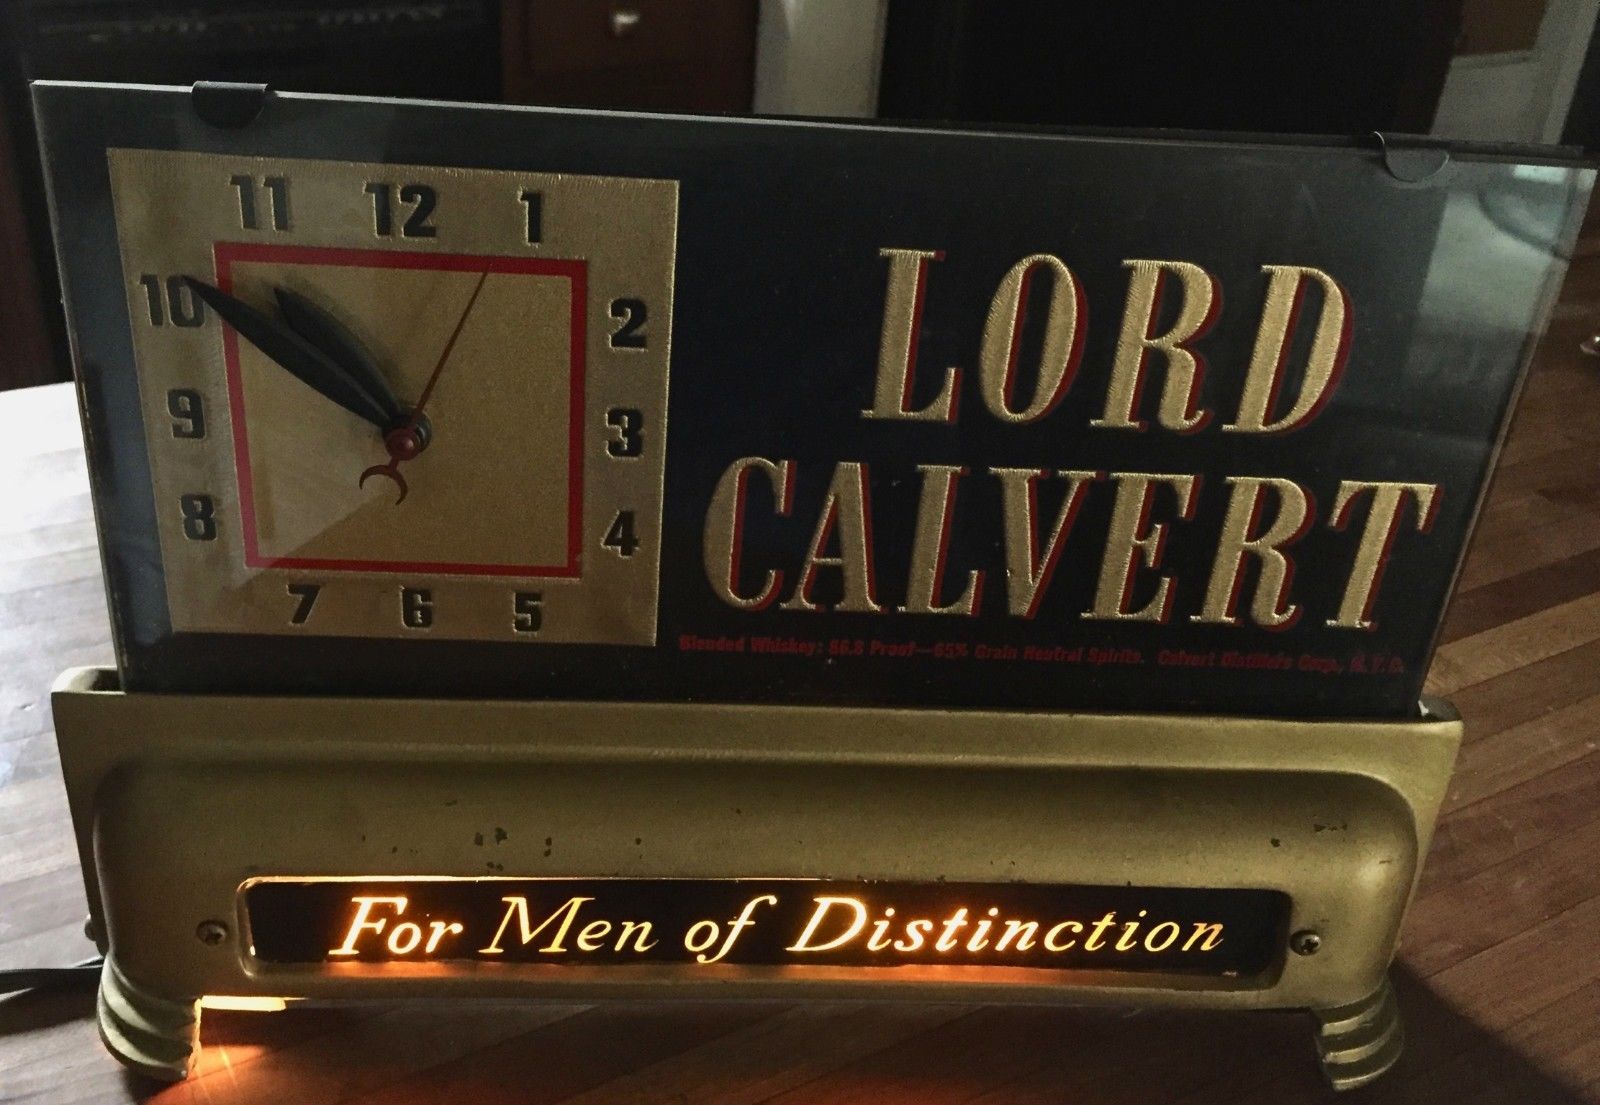 11 12 1
10 2
9 3
8 4
7 6 5
LORD
CALVERT
Blended Whiskey: 86.8 Proof—65% Grain Neutral Spirits. Calvert Distillers Corp., N.Y.C.
For Men of Distinction